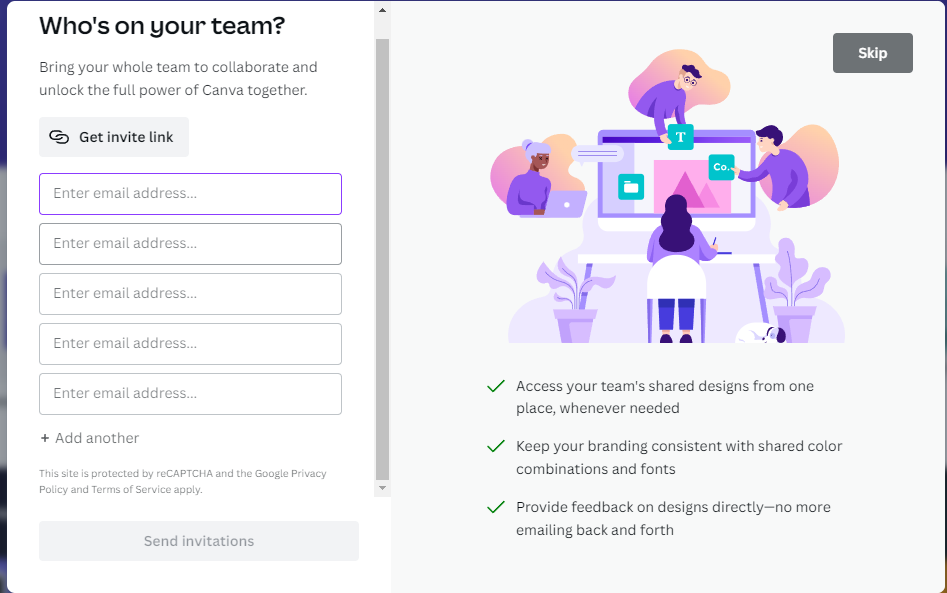 Who's on your team?
Bring your whole team to collaborate and
unlock the full power of Canva together.
Get invite link
Enter email address...
Enter email address...
Enter email address...
Enter email address...
Enter email address...
+ Add another
This site is protected by reCAPTCHA and the Google Privacy
Policy and Terms of Service apply.
Send invitations
Skip
T
Co.
Access your team's shared designs from one
place, whenever needed
Keep your branding consistent with shared color
combinations and fonts
Provide feedback on designs directly—no more
emailing back and forth